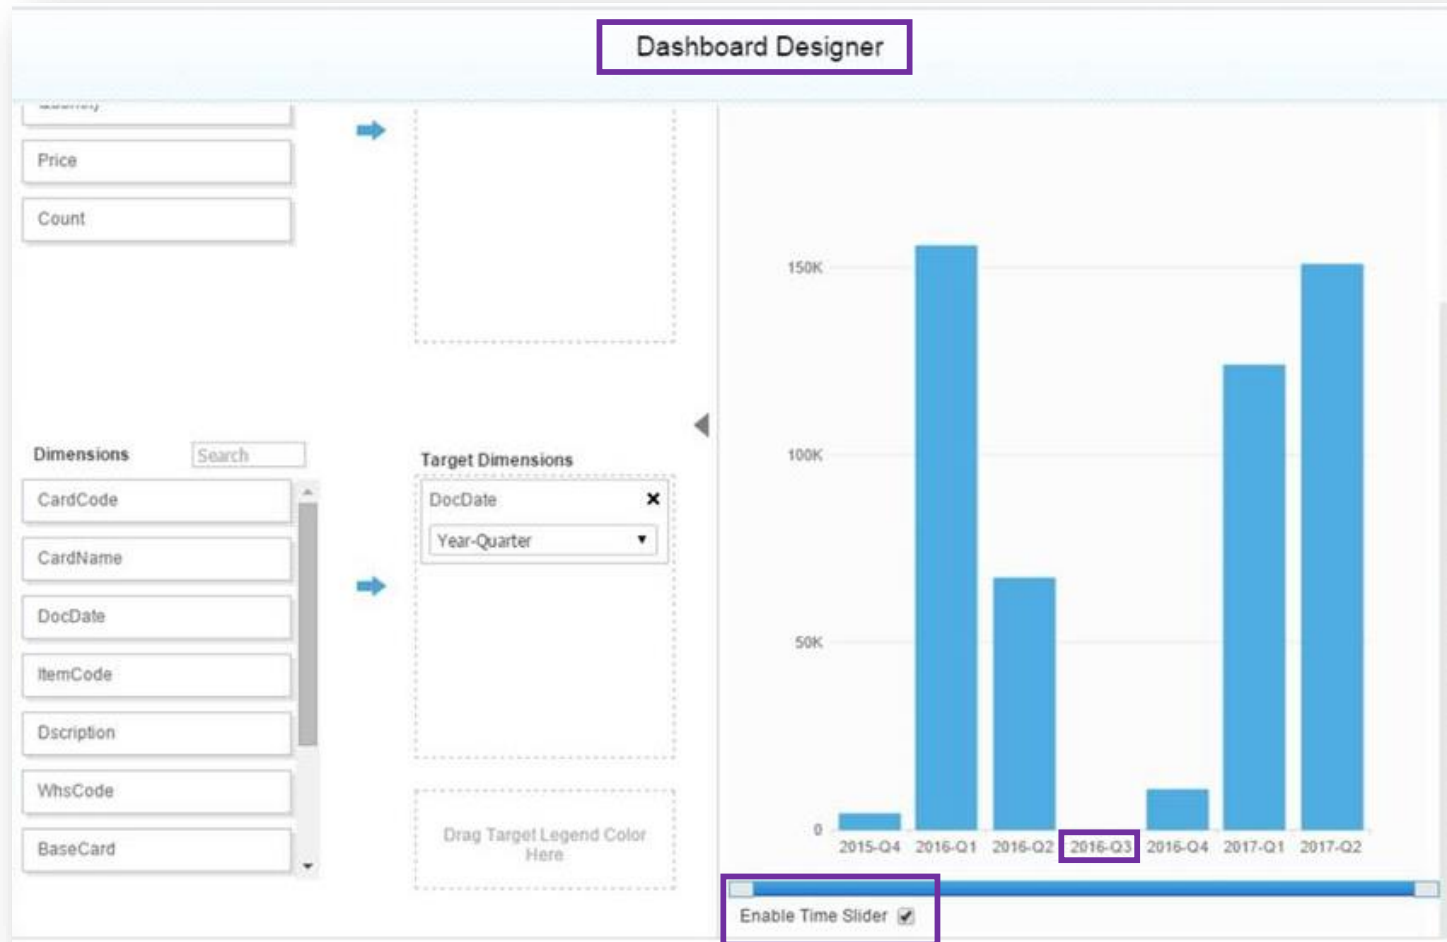 Dashboard Designer
Quantity
Price
Count
Dimensions
Search
CardCode
CardName
DocDate
ItemCode
Dscription
WhsCode
BaseCard
Target Dimensions
DocDate
Year-Quarter
Drag Target Legend Color
Here
150K
100K
50K
0
2015-Q4 2016-Q1 2016-Q2 2016-Q3 2016-Q4 2017-Q1 2017-Q2
Enable Time Slider